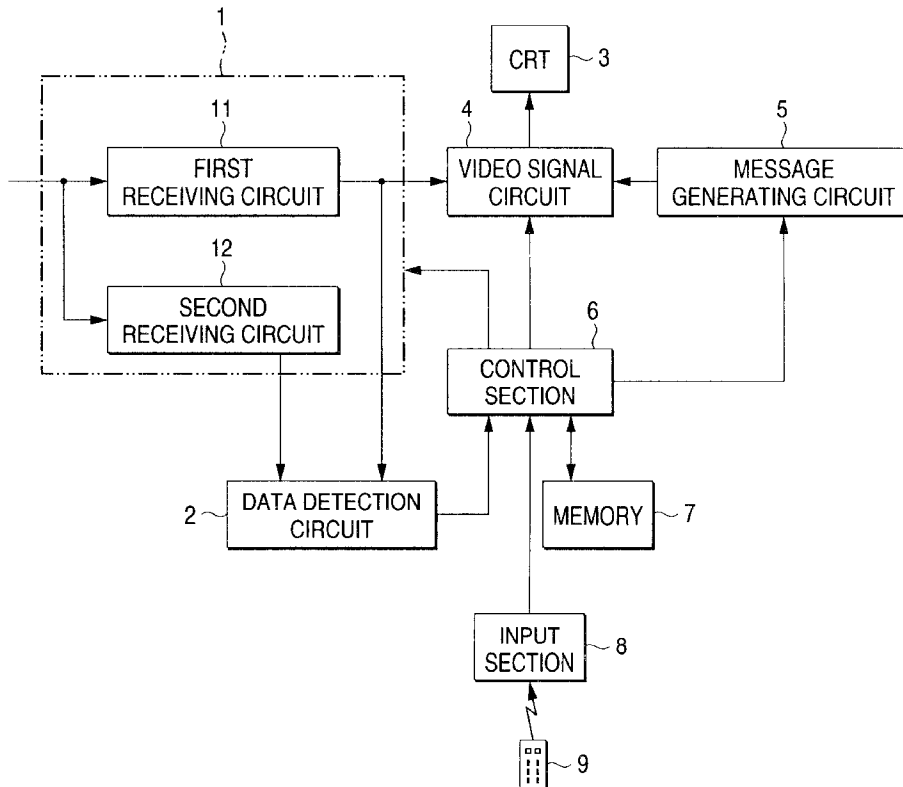 1
CRT
3
11
4
5
FIRST
RECEIVING CIRCUIT
VIDEO SIGNAL
CIRCUIT
MESSAGE
GENERATING CIRCUIT
12
SECOND
RECEIVING CIRCUIT
6
CONTROL
SECTION
2
DATA DETECTION
CIRCUIT
MEMORY
7
INPUT
SECTION
8
9